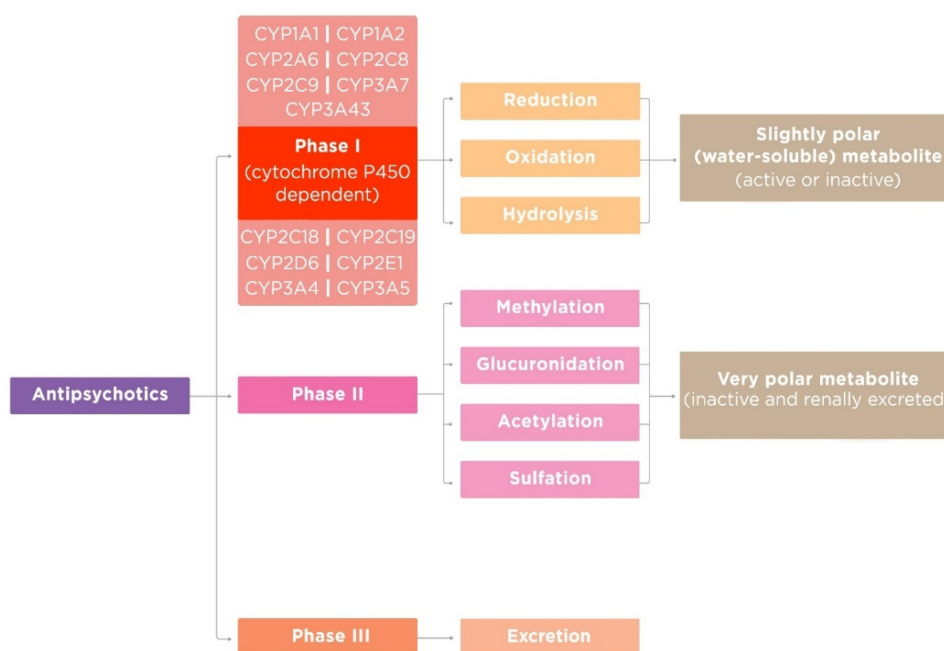 CYP1A1 | CYP1A2
CYP2A6 | CYP2C8
CYP2C9 | CYP3A7
CYP3A43
Phase I
(cytochrome P450
dependent)
CYP2C18 | CYP2C19
CYP2D6 | CYP2E1
CYP3A4 | CYP3A5
Reduction
Oxidation
Hydrolysis
Slightly polar
(water-soluble) metabolite
(active or inactive)
Antipsychotics
Phase II
Methylation
Glucuronidation
Acetylation
Sulfation
Very polar metabolite
(inactive and renally excreted
Phase III
Excretion